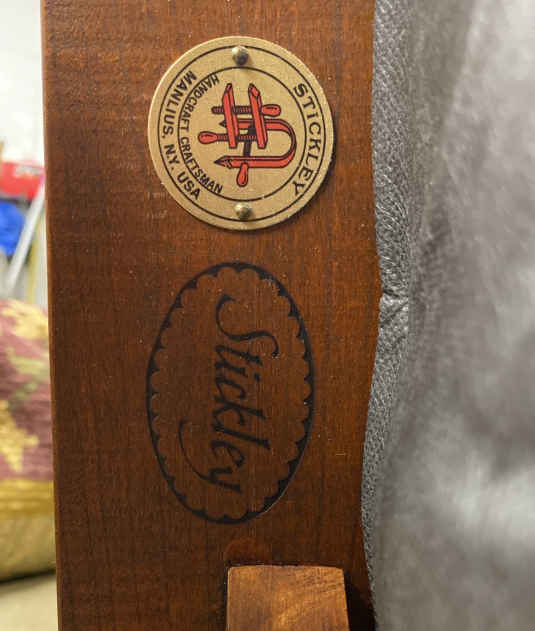 STICKLEY
HANDCRAFT CRAFTSMAN
MANLIUS, N.Y. USA
Stickley